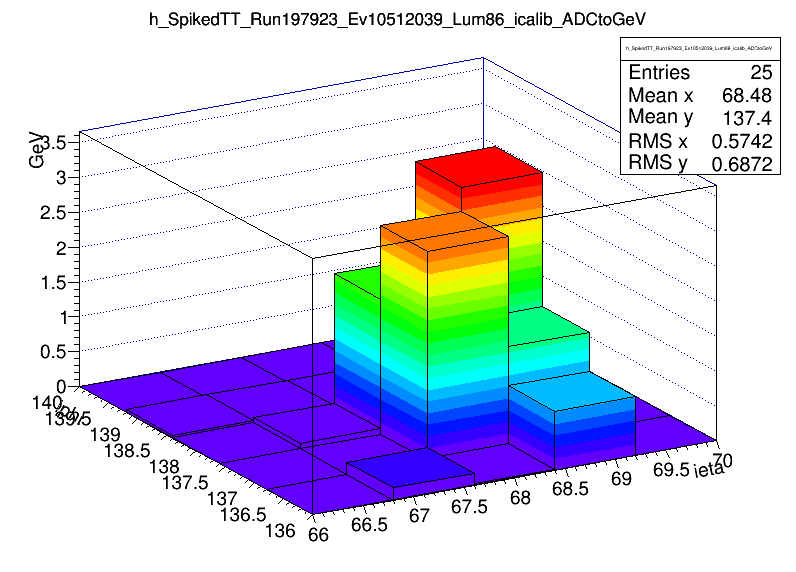 h_SpikedTT_Run197923_Ev10512039_Lum86_icalib_ADCtoGeV
h_SpikedTT_Run197923_Ev10512039_Lum86_icalib_ADCtoGeV
Entries 25
Mean x 68.48
Mean y 137.4
RMS x 0.5742
RMS y 0.6872
GeV
3.5
3
2.5
2
1.5
1
0.5
0
140
139.5
139
138.5
138
137.5
137
136.5
136
66
66.5
67
67.5
68
68.5
69
69.5
70
ieta